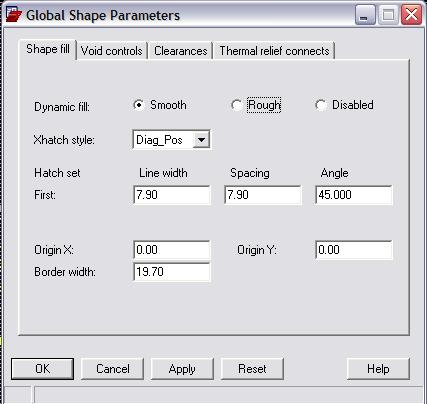 Global Shape Parameters
Shape fill Void controls Clearances Thermal relief connects
Dynamic fill: Smooth Rough Disabled
Xhatch style: Diag_Pos
Hatch set Line width Spacing Angle
First: 7.90 7.90 45.000
Origin X: 0.00 Origin Y: 0.00
Border width: 19.70
OK Cancel Apply Reset Help